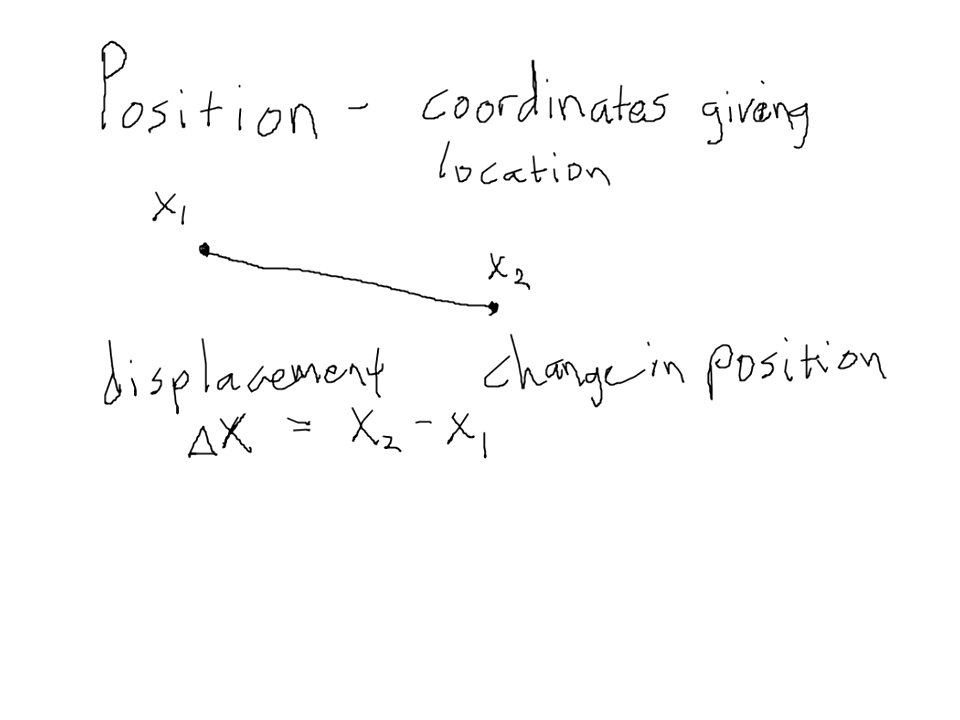 Position - coordinates giving
location
x₁
x₂
displacement change in position
Δx = x₂ - x₁